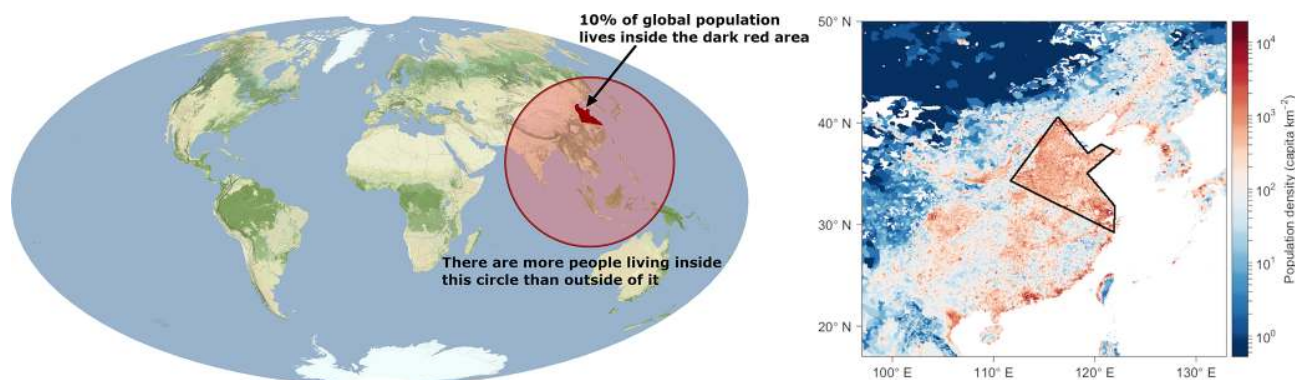 10% of global population
lives inside the dark red area
There are more people living inside
this circle than outside of it
50° N
40° N
30° N
20° N
100° E
110° E
120° E
130° E
10⁴
10³
10²
10¹
10⁰
Population density (capita km⁻²)